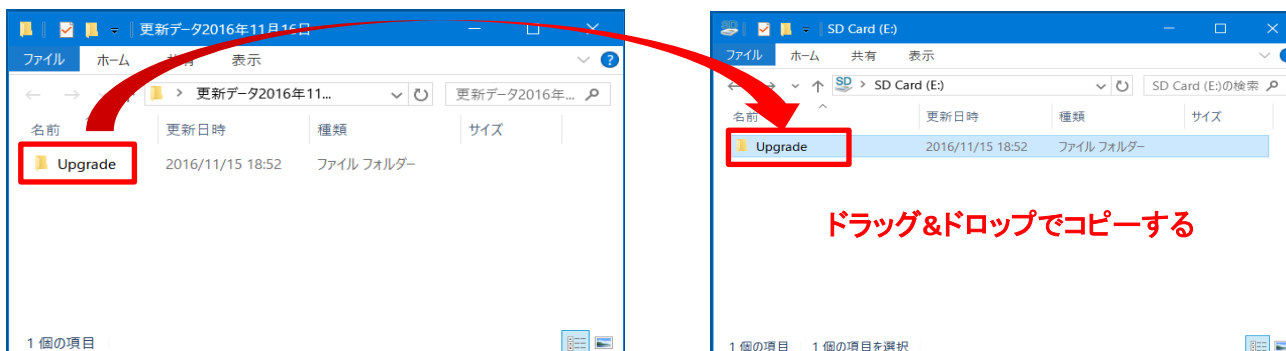 更新データ2016年11月16日
ファイル ホーム 共有 表示
更新データ2016年11... 更新データ2016年...
名前 更新日時 種類 サイズ
Upgrade 2016/11/15 18:52 ファイル フォルダー
1 個の項目
SD Card (E:)
ファイル ホーム 共有 表示
SD SD Card (E:) SD Card (E:)の検索
名前 更新日時 種類 サイズ
Upgrade 2016/11/15 18:52 ファイル フォルダー
ドラッグ&ドロップでコピーする
1 個の項目 1 個の項目を選択